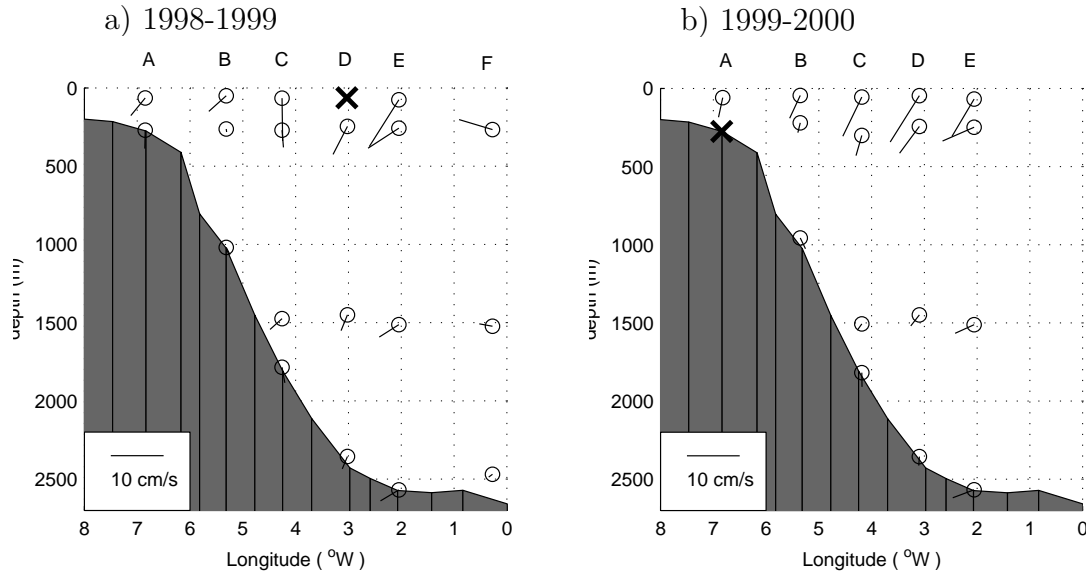 a) 1998-1999
A B C D E F
0
500
1000
1500
2000
2500
depth (m)
10 cm/s
8 7 6 5 4 3 2 1 0
Longitude ( °W)
b) 1999-2000
A B C D E
0
500
1000
1500
2000
2500
depth (m)
10 cm/s
8 7 6 5 4 3 2 1 0
Longitude ( °W)